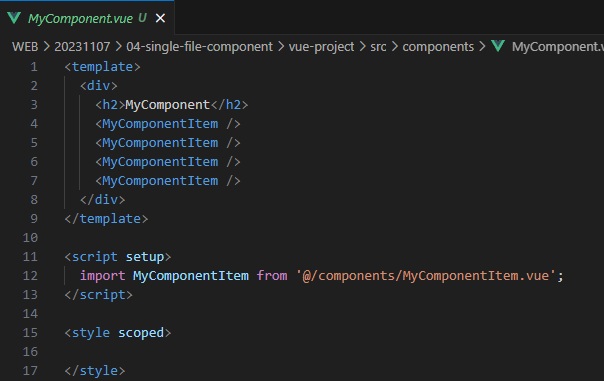 MyComponent.vue U ×
WEB > 20231107 > 04-single-file-component > vue-project > src > components > MyComponent.v
1 <template>
2   <div>
3     <h2>MyComponent</h2>
4     <MyComponentItem />
5     <MyComponentItem />
6     <MyComponentItem />
7     <MyComponentItem />
8   </div>
9 </template>
10
11 <script setup>
12   import MyComponentItem from '@/components/MyComponentItem.vue';
13 </script>
14
15 <style scoped>
16
17 </style>